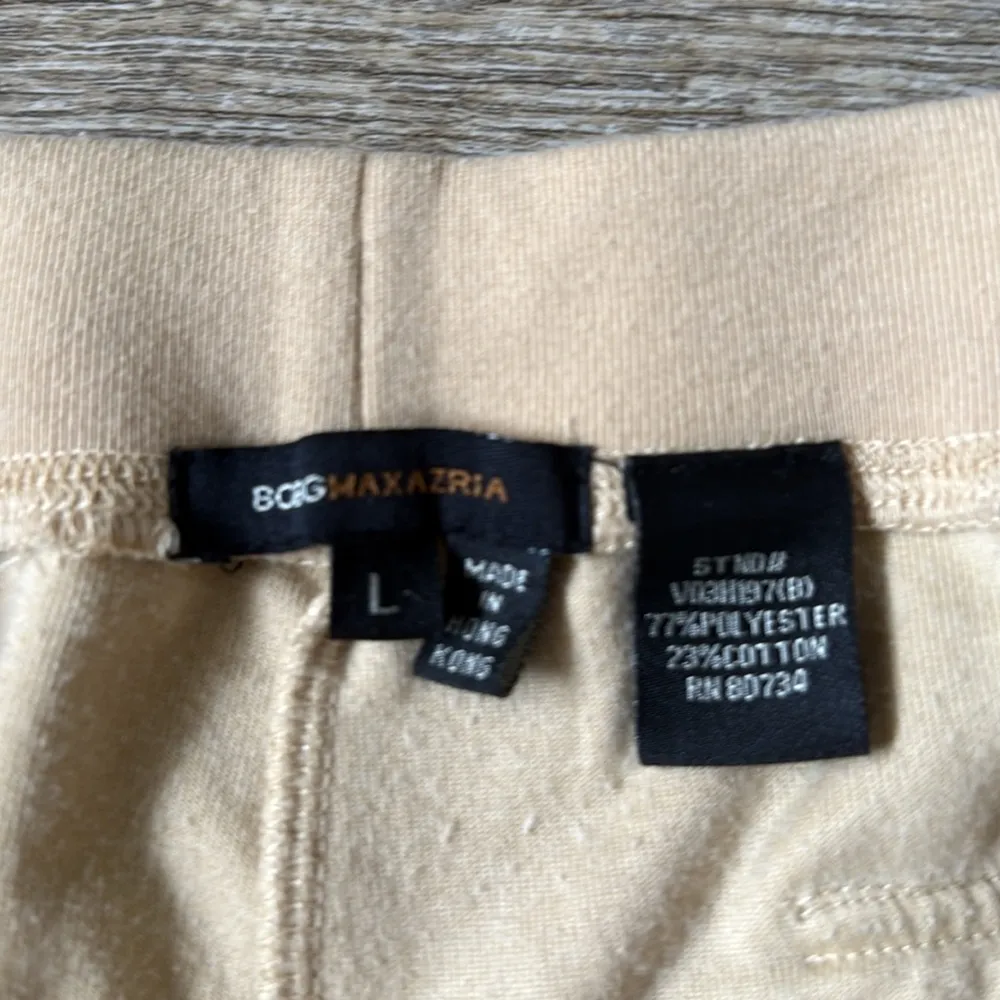 BCBGMAXAZRIA
L
MADE
IN
HONG
KONG
STND#
V03H197(B)
77%POLYESTER
23%COTTON
RN 80734